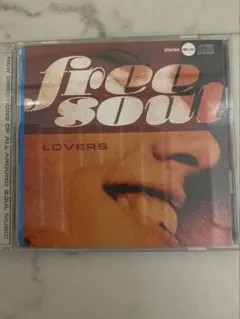 stereo
free
soul
LOVERS
NEW DIRECTIONS OF ALL AROUND SOUL MUSIC